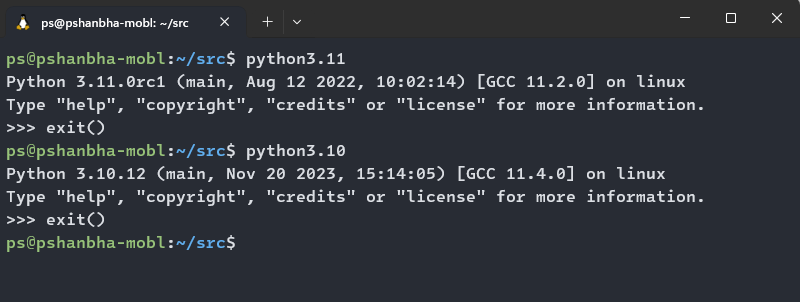 ps@pshanbha-mobl: ~/src
ps@pshanbha-mobl:~/src$ python3.11
Python 3.11.0rc1 (main, Aug 12 2022, 10:02:14) [GCC 11.2.0] on linux
Type "help", "copyright", "credits" or "license" for more information.
>>> exit()
ps@pshanbha-mobl:~/src$ python3.10
Python 3.10.12 (main, Nov 20 2023, 15:14:05) [GCC 11.4.0] on linux
Type "help", "copyright", "credits" or "license" for more information.
>>> exit()
ps@pshanbha-mobl:~/src$